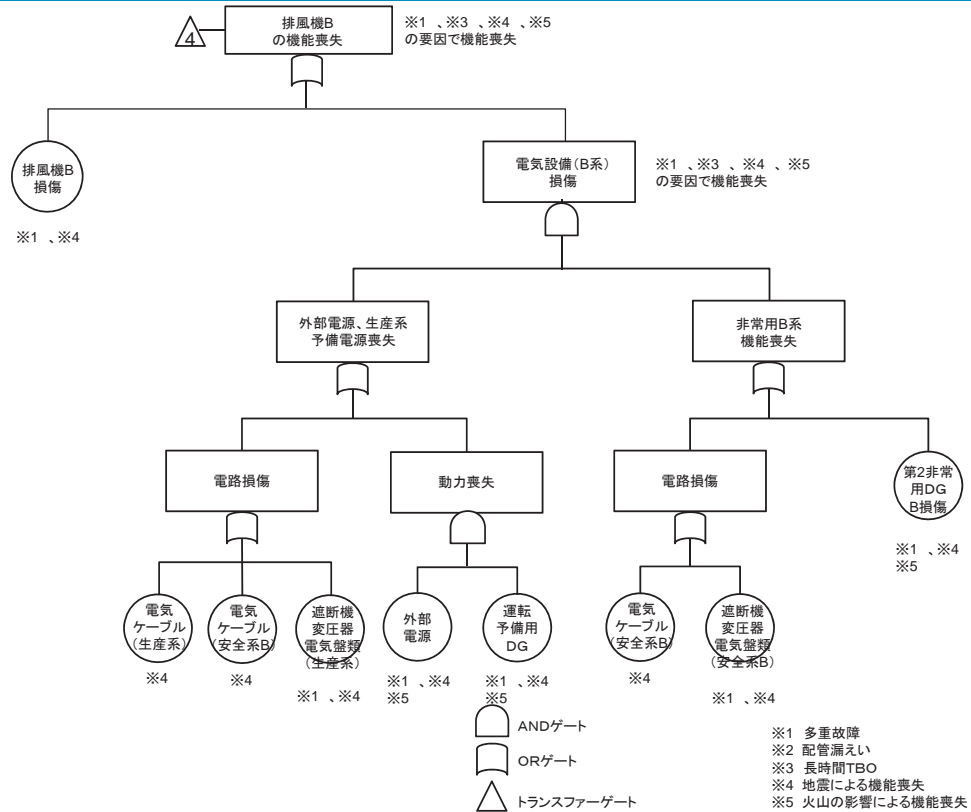 4
排風機B
の機能喪失
※1 、※3 、※4 、※5
の要因で機能喪失
排風機B
損傷
※1 、※4
電気設備(B系)
損傷
※1 、※3 、※4 、※5
の要因で機能喪失
外部電源、生産系
予備電源喪失
非常用B系
機能喪失
電路損傷
動力喪失
電路損傷
第2非常
用DG
B損傷
※1 、※4
※5
電気
ケーブル
(生産系)
※4
電気
ケーブル
(安全系B)
※4
遮断機
変圧器
電気盤類
(生産系)
※1 、※4
外部
電源
※1 、※4
※5
運転
予備用
DG
※1 、※4
※5
電気
ケーブル
(安全系B)
※4
遮断機
変圧器
電気盤類
(安全系B)
※1 、※4
ANDゲート
ORゲート
トランスファーゲート
※1 多重故障
※2 配管漏えい
※3 長時間TBO
※4 地震による機能喪失
※5 火山の影響による機能喪失